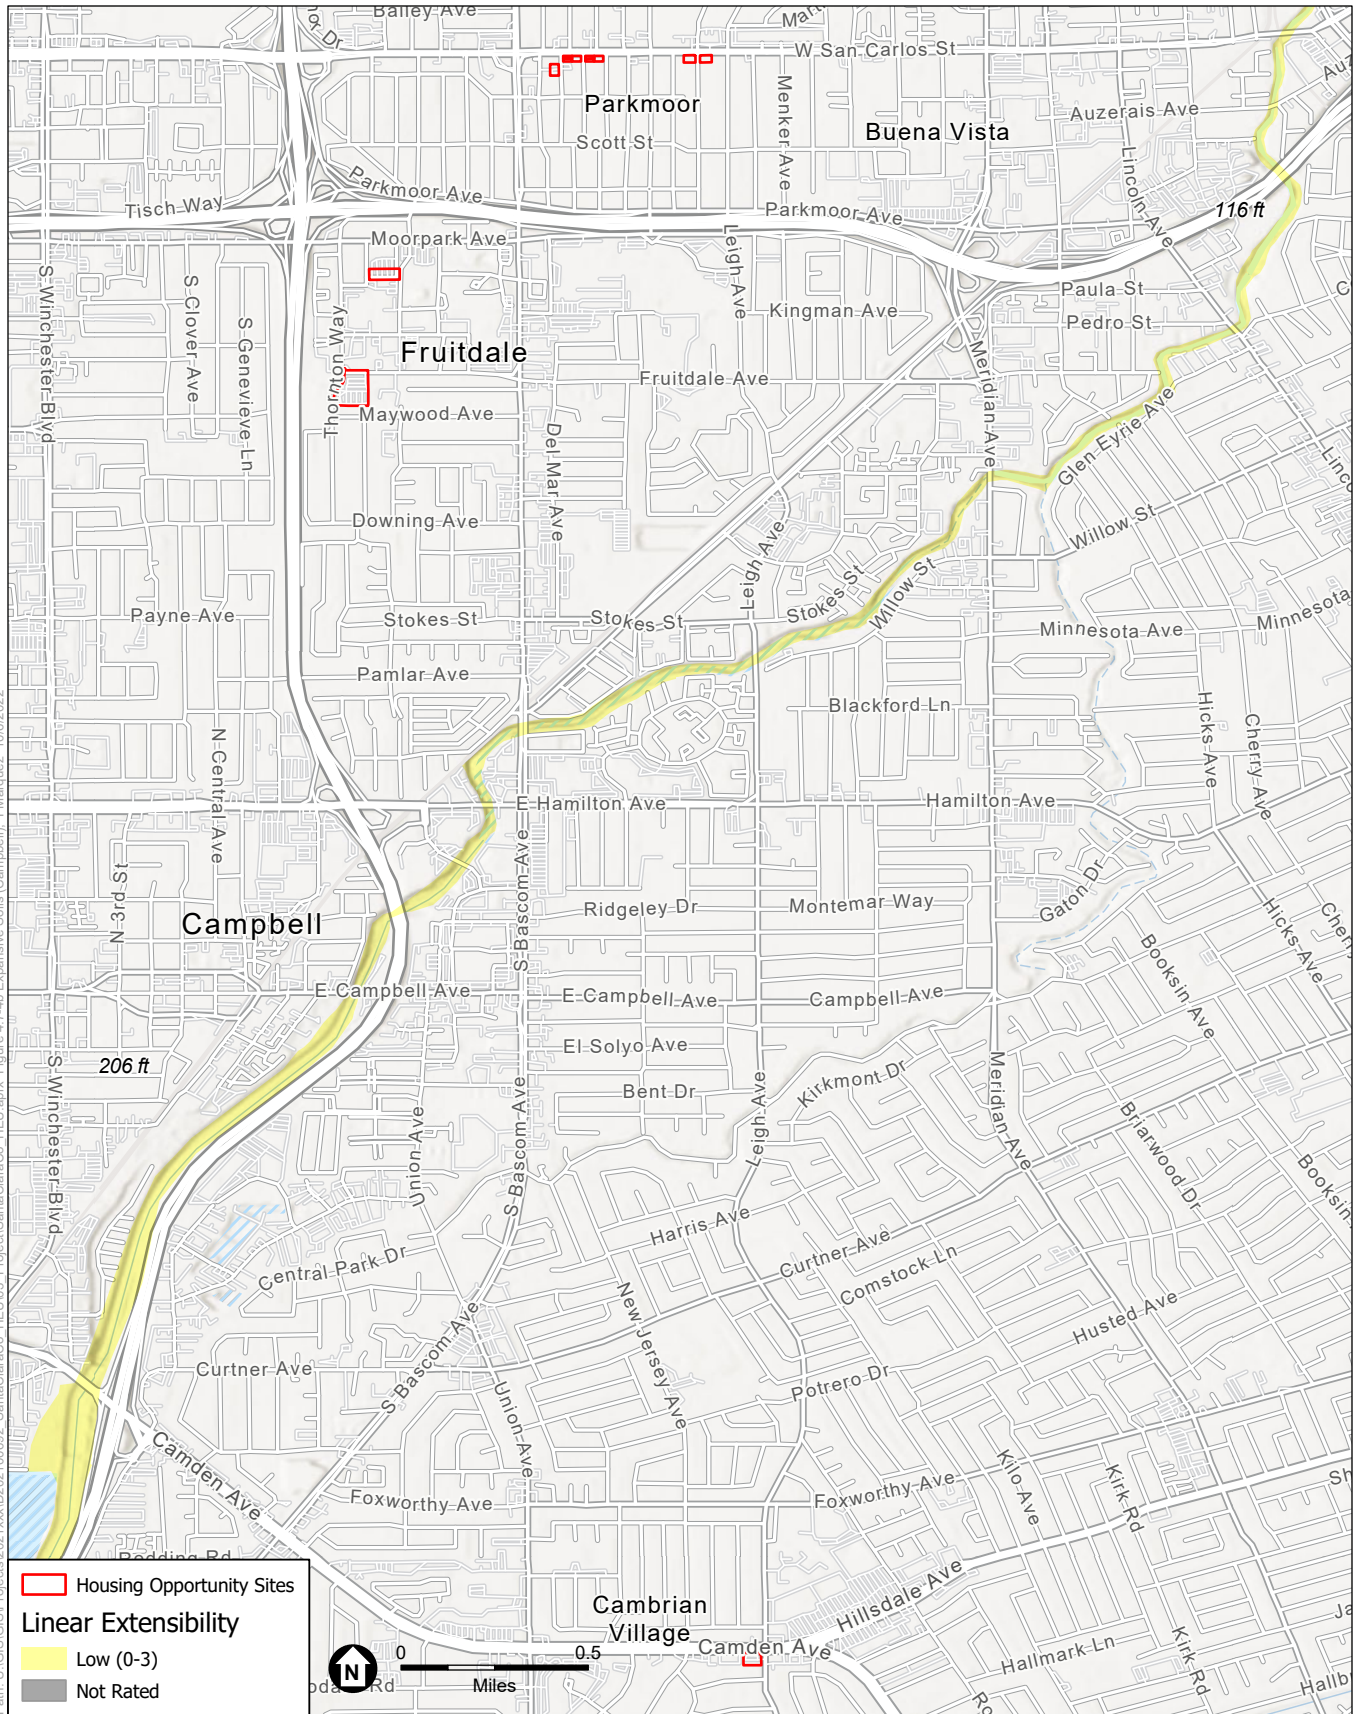 Bailey Ave
W San Carlos St
Parkmoor
Scott St
Menker Ave
Buena Vista
Auzerais Ave
Lincoln Ave
Tisch Way
Parkmoor Ave
Parkmoor Ave
116 ft
Moorpark Ave
Leigh Ave
Paula St
Kingman Ave
Pedro St
S Winchester Blvd
S Clover Ave
S Genevieve Ln
Thornton Way
Fruitdale
Fruitdale Ave
Meridian Ave
Maywood Ave
Glen Eyrie Ave
Del Mar Ave
Downing Ave
Leigh Ave
Willow St
Payne Ave
Stokes St
Stokes St
Stokes St
Willow St
Minnesota Ave
Minnesota
Pamlar Ave
Blackford Ln
Hicks Ave
Cherry Ave
N Central Ave
E Hamilton Ave
Hamilton Ave
N 3rd St
S Bascom Ave
Gaton Dr
Campbell
Ridgeley Dr
Montemar Way
Hicks Ave
Booksin Ave
E Campbell Ave
E Campbell Ave
Campbell Ave
El Solyo Ave
206 ft
S Winchester Blvd
Bent Dr
Kirkmont Dr
Union Ave
S Bascom Ave
Leigh Ave
Meridian Ave
Briarwood Dr
Harris Ave
Curtner Ave
Central Park Dr
Comstock Ln
New Jersey Ave
Husted Ave
S Bascom Ave
Curtner Ave
Union Ave
Potrero Dr
Camden Ave
Kilo Ave
Kirk Rd
Foxworthy Ave
Foxworthy Ave
Hillsdale Ave
Cambrian
Village
Camden Ave
Hallmark Ln
Kirk Rd
Housing Opportunity Sites
Linear Extensibility
Low (0-3)
Not Rated
N
0
0.5
Miles